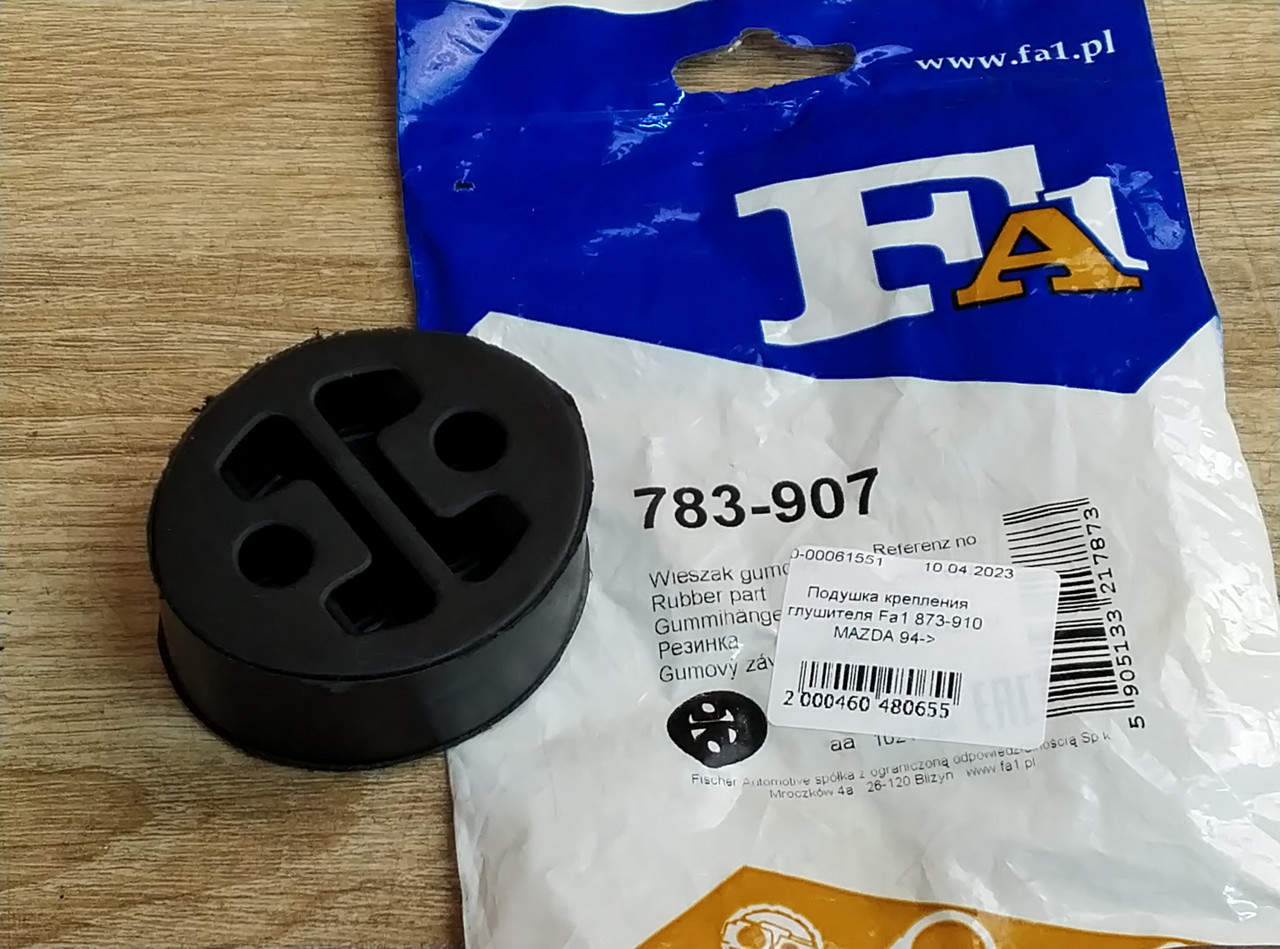 www.fa1.pl
FA1
783-907
Referenz no
Wieszak gumo
Rubber part
Gummihänge
Резинка
Gumový záv
0-00061551 10.04.2023
Подушка крепления
глушителя Fa1 873-910
MAZDA 94->
2 000460 480655
5 905133 217873
aa
Fischer Automotive spółka z ograniczoną odpowiedzialnością Sp k
Mroczków 4a 26-120 Bliżyn www fa1 pl